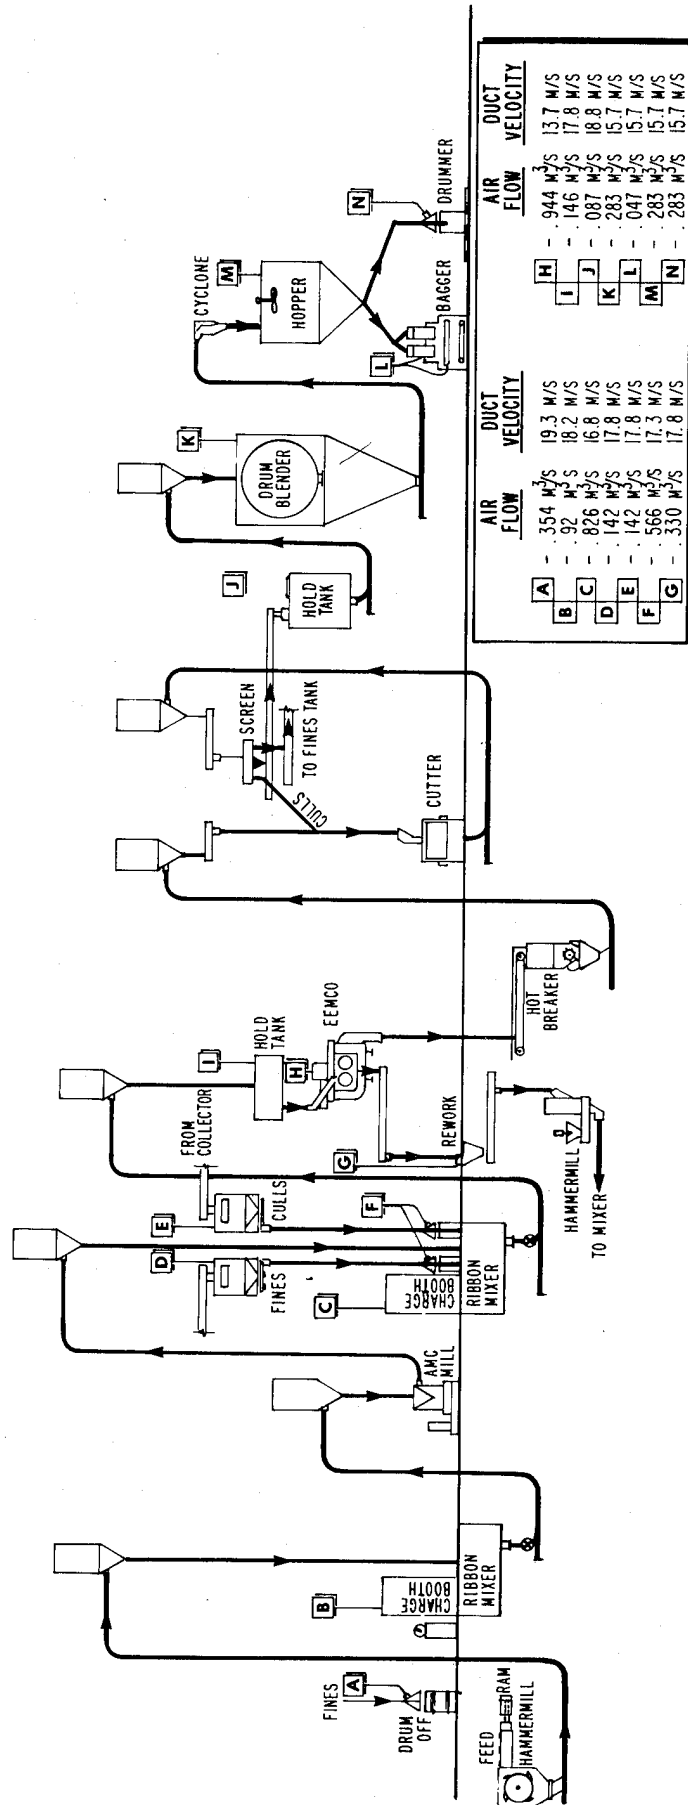 FINES
A
DRUM
OFF
FEED
HAMMERMILL
RAM
B
CHARGE
BOOTH
RIBBON
MIXER
AMC
MILL
C
CHARGE
BOOTH
RIBBON
MIXER
D
FINES
E
CULLS
F
FROM
COLLECTOR
G
REWORK
HAMMERMILL
TO MIXER
I
HOLD
TANK
H
EEMCO
HOT
BREAKER
CULLS
CUTTER
SCREEN
TO FINES TANK
J
HOLD
TANK
K
DRUM
BLENDER
CYCLONE
M
HOPPER
L
BAGGER
N
DRUMMER
AIR FLOW DUCT VELOCITY
A - .354 M³/S 19.3 M/S
B - .92 M³S 18.2 M/S
C - .826 M³/S 16.8 M/S
D - .142 M³/S 17.8 M/S
E - .142 M³/S 17.8 M/S
F - .566 M³/S 17.3 M/S
G - .330 M³/S 17.8 M/S
AIR FLOW DUCT VELOCITY
H - .944 M³/S 13.7 M/S
I - .146 M³/S 17.8 M/S
J - .087 M³/S 18.8 M/S
K - .283 M³/S 15.7 M/S
L - .047 M³/S 15.7 M/S
M - .283 M³/S 15.7 M/S
N - .283 M³/S 15.7 M/S